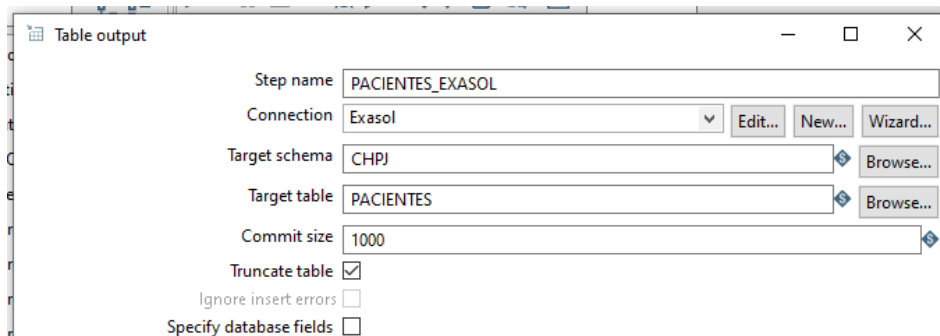 Table output
Step name PACIENTES_EXASOL
Connection Exasol Edit... New... Wizard...
Target schema CHPJ Browse...
Target table PACIENTES Browse...
Commit size 1000
Truncate table
Ignore insert errors
Specify database fields